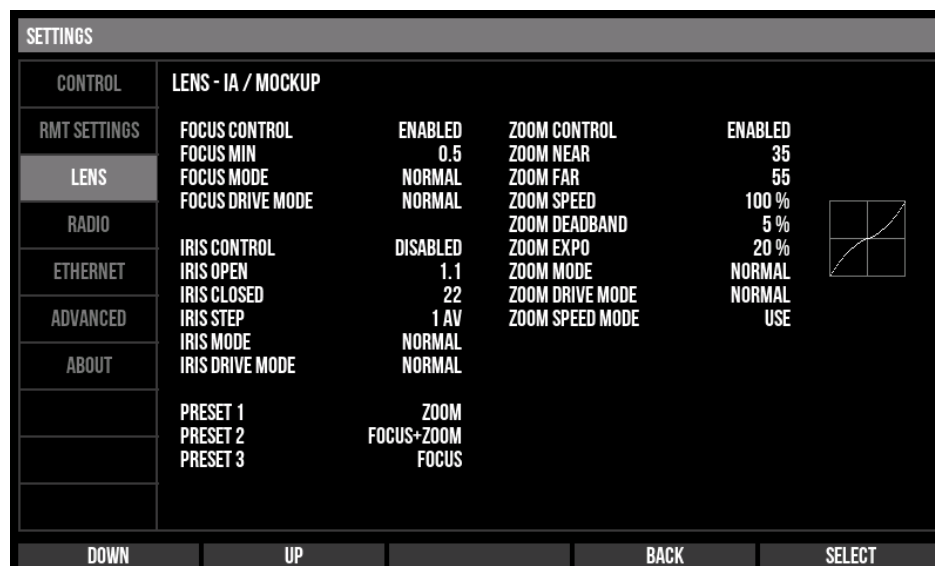 SETTINGS
CONTROL
RMT SETTINGS
LENS
RADIO
ETHERNET
ADVANCED
ABOUT
LENS - IA / MOCKUP
FOCUS CONTROL ENABLED
FOCUS MIN 0.5
FOCUS MODE NORMAL
FOCUS DRIVE MODE NORMAL
IRIS CONTROL DISABLED
IRIS OPEN 1.1
IRIS CLOSED 22
IRIS STEP 1 AV
IRIS MODE NORMAL
IRIS DRIVE MODE NORMAL
PRESET 1 ZOOM
PRESET 2 FOCUS+ZOOM
PRESET 3 FOCUS
ZOOM CONTROL ENABLED
ZOOM NEAR 35
ZOOM FAR 55
ZOOM SPEED 100 %
ZOOM DEADBAND 5 %
ZOOM EXPO 20 %
ZOOM MODE NORMAL
ZOOM DRIVE MODE NORMAL
ZOOM SPEED MODE USE
DOWN UP BACK SELECT